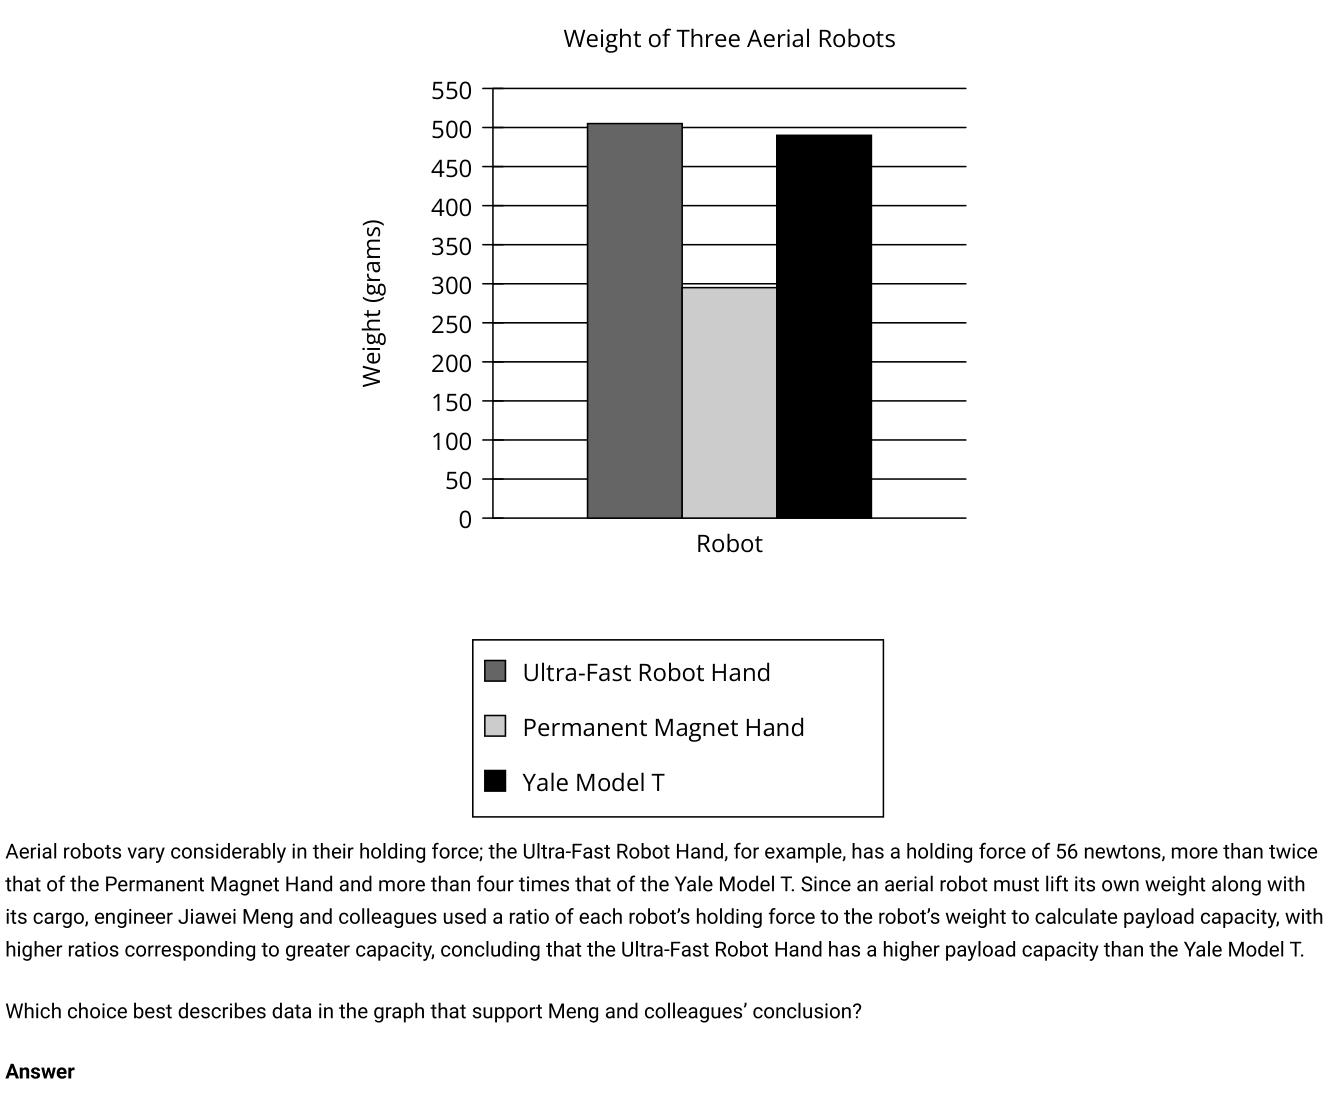 Weight of Three Aerial Robots
550
500
450
400
350
300
250
200
150
100
50
0
Weight (grams)
Robot
Ultra-Fast Robot Hand
Permanent Magnet Hand
Yale Model T
Aerial robots vary considerably in their holding force; the Ultra-Fast Robot Hand, for example, has a holding force of 56 newtons, more than twice
that of the Permanent Magnet Hand and more than four times that of the Yale Model T. Since an aerial robot must lift its own weight along with
its cargo, engineer Jiawei Meng and colleagues used a ratio of each robot’s holding force to the robot’s weight to calculate payload capacity, with
higher ratios corresponding to greater capacity, concluding that the Ultra-Fast Robot Hand has a higher payload capacity than the Yale Model T.
Which choice best describes data in the graph that support Meng and colleagues’ conclusion?
Answer